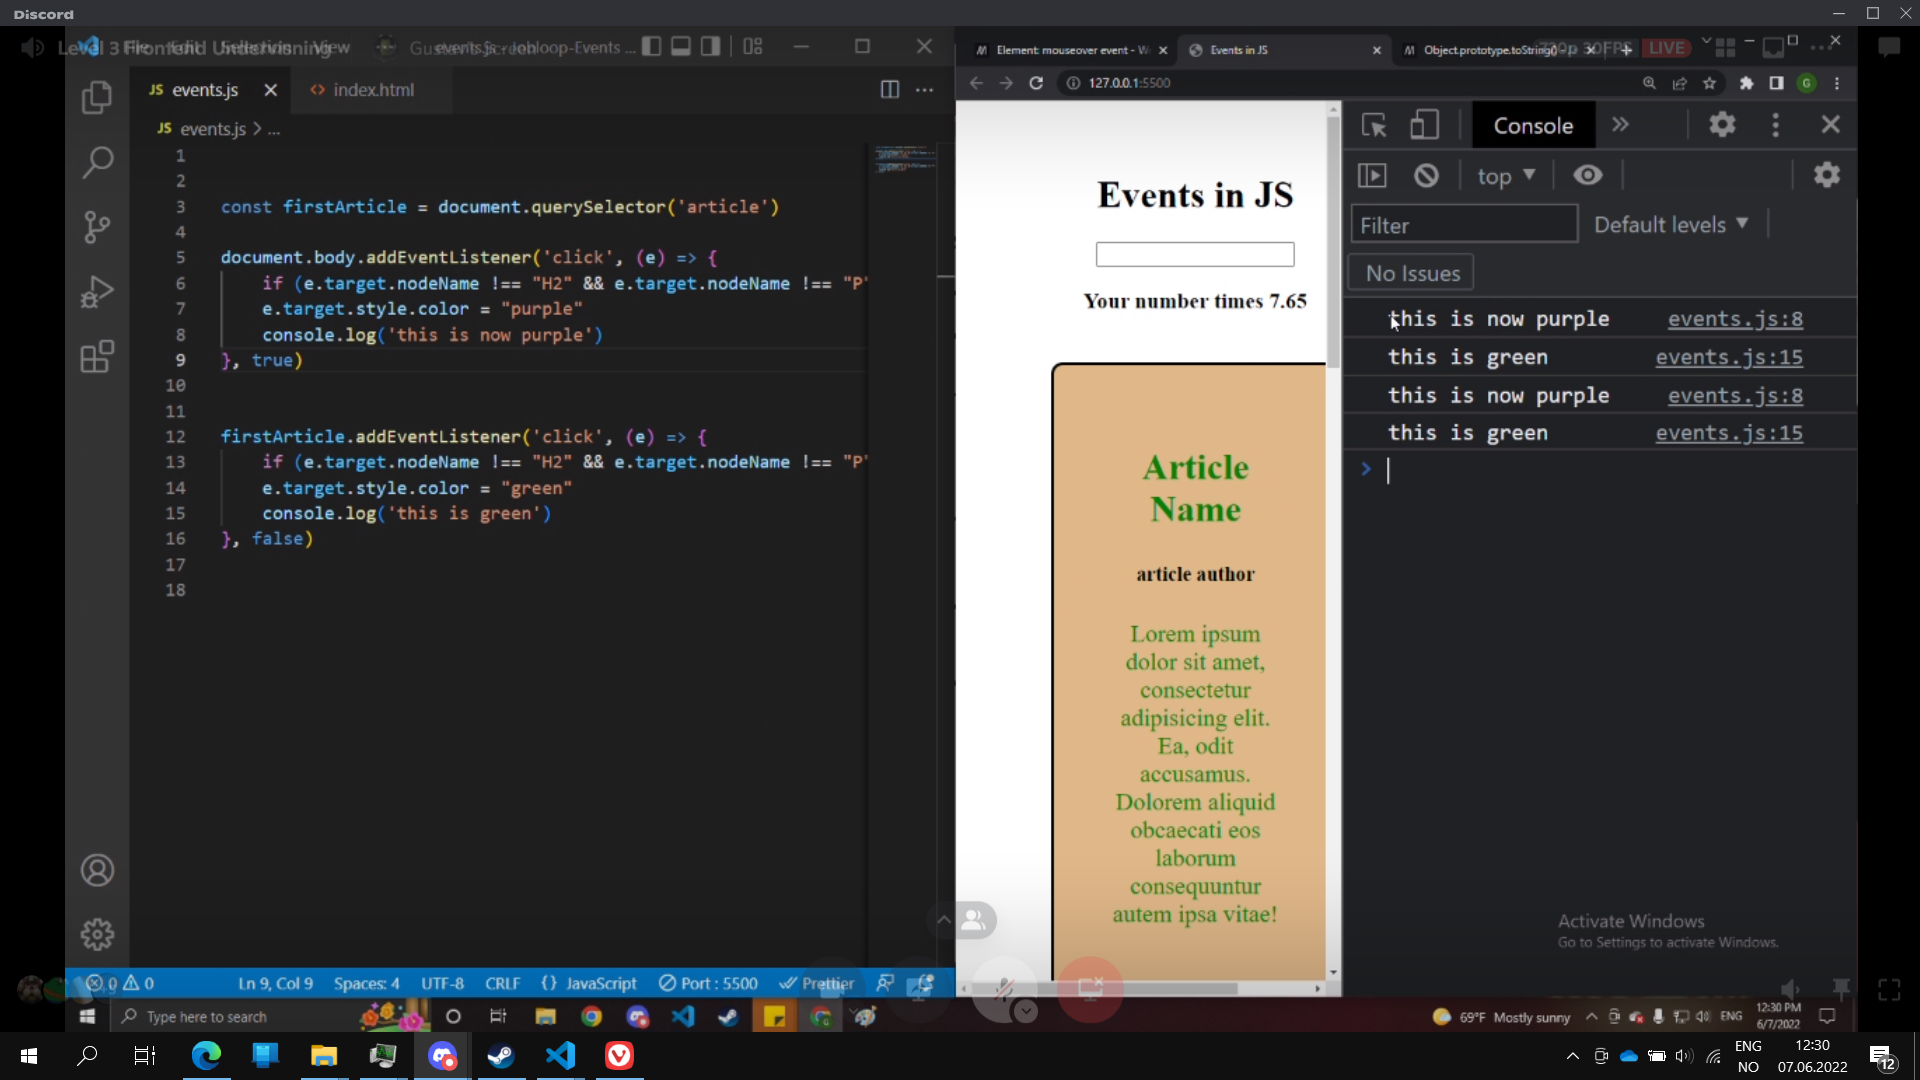 Discord
Level 3 Frontend Undervisning
File Edit Selection View
events.js - Jobloop-Events ...
720p 30FPS LIVE
JS events.js
<> index.html
JS events.js > ...
1
2
3 const firstArticle = document.querySelector('article')
4
5 document.body.addEventListener('click', (e) => {
6 if (e.target.nodeName !== "H2" && e.target.nodeName !== "P"
7 e.target.style.color = "purple"
8 console.log('this is now purple')
9 }, true)
10
11
12 firstArticle.addEventListener('click', (e) => {
13 if (e.target.nodeName !== "H2" && e.target.nodeName !== "P"
14 e.target.style.color = "green"
15 console.log('this is green')
16 }, false)
17
18
0 0
Ln 9, Col 9 Spaces: 4 UTF-8 CRLF {} JavaScript Port : 5500 Prettier
Element: mouseover event - W
Events in JS
Object.prototype.toString() - 
127.0.0.1:5500
G
Events in JS
Your number times 7.65
Article
Name
article author
Lorem ipsum
dolor sit amet,
consectetur
adipisicing elit.
Ea, odit
accusamus.
Dolorem aliquid
obcaecati eos
laborum
consequuntur
autem ipsa vitae!
Console
top
Filter
Default levels
No Issues
this is now purple events.js:8
this is green events.js:15
this is now purple events.js:8
this is green events.js:15
>
Activate Windows
Go to Settings to activate Windows.
Type here to search
69°F Mostly sunny
ENG
12:30 PM
6/7/2022
ENG
NO
12:30
07.06.2022
12